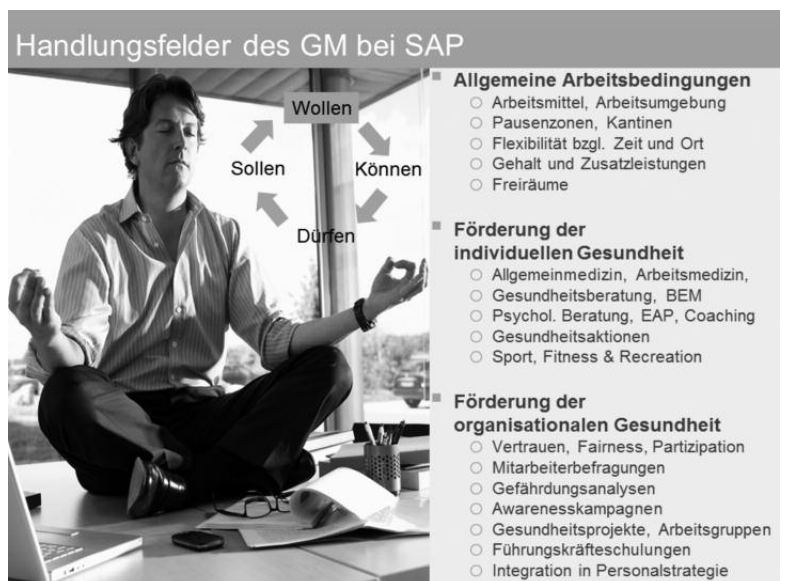 Handlungsfelder des GM bei SAP
Wollen
Sollen
Können
Dürfen
Allgemeine Arbeitsbedingungen
Arbeitsmittel, Arbeitsumgebung
Pausenzonen, Kantinen
Flexibilität bzgl. Zeit und Ort
Gehalt und Zusatzleistungen
Freiräume
Förderung der
individuellen Gesundheit
Allgemeinmedizin, Arbeitsmedizin,
Gesundheitsberatung, BEM
Psychol. Beratung, EAP, Coaching
Gesundheitsaktionen
Sport, Fitness & Recreation
Förderung der
organisationalen Gesundheit
Vertrauen, Fairness, Partizipation
Mitarbeiterbefragungen
Gefährdungsanalysen
Awarenesskampagnen
Gesundheitsprojekte, Arbeitsgruppen
Führungskräfteschulungen
Integration in Personalstrategie